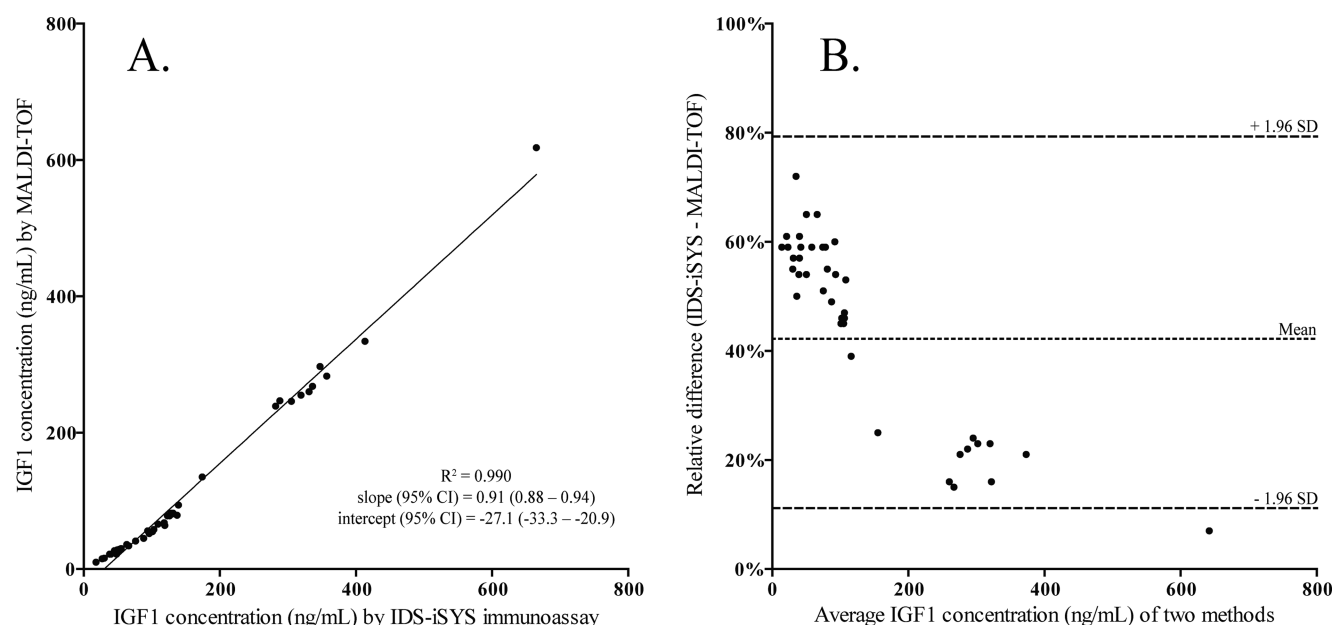 A.
IGF1 concentration (ng/mL) by MALDI-TOF
800
600
400
200
0
0 200 400 600 800
IGF1 concentration (ng/mL) by IDS-iSYS immunoassay
R² = 0.990
slope (95% CI) = 0.91 (0.88 – 0.94)
intercept (95% CI) = -27.1 (-33.3 – -20.9)
B.
Relative difference (IDS-iSYS - MALDI-TOF)
100%
80%
60%
40%
20%
0%
+ 1.96 SD
Mean
- 1.96 SD
0 200 400 600 800
Average IGF1 concentration (ng/mL) of two methods